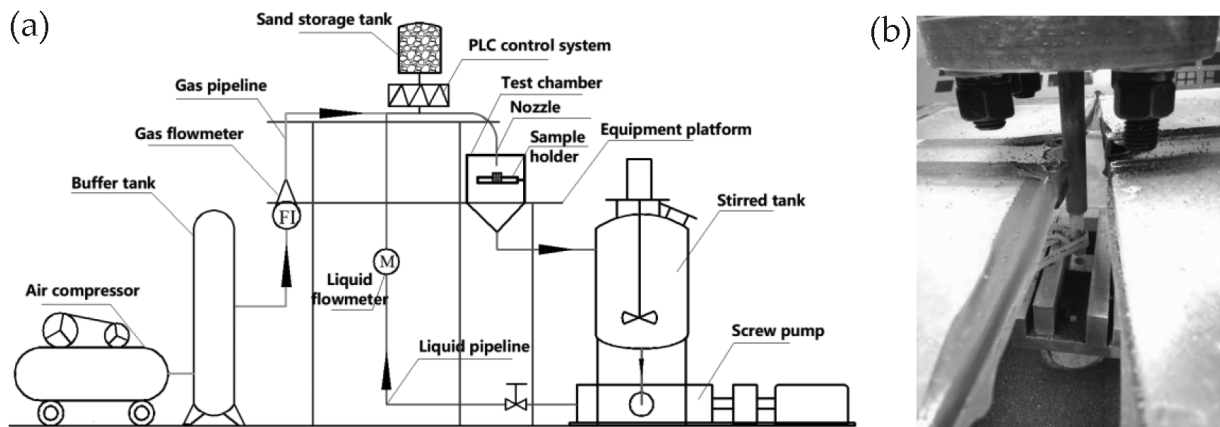 (a)
Sand storage tank
PLC control system
Gas pipeline
Test chamber
Nozzle
Gas flowmeter
Sample
holder
Equipment platform
Buffer tank
FI
Stirred tank
M
Liquid
flowmeter
Air compressor
Liquid pipeline
Screw pump
(b)